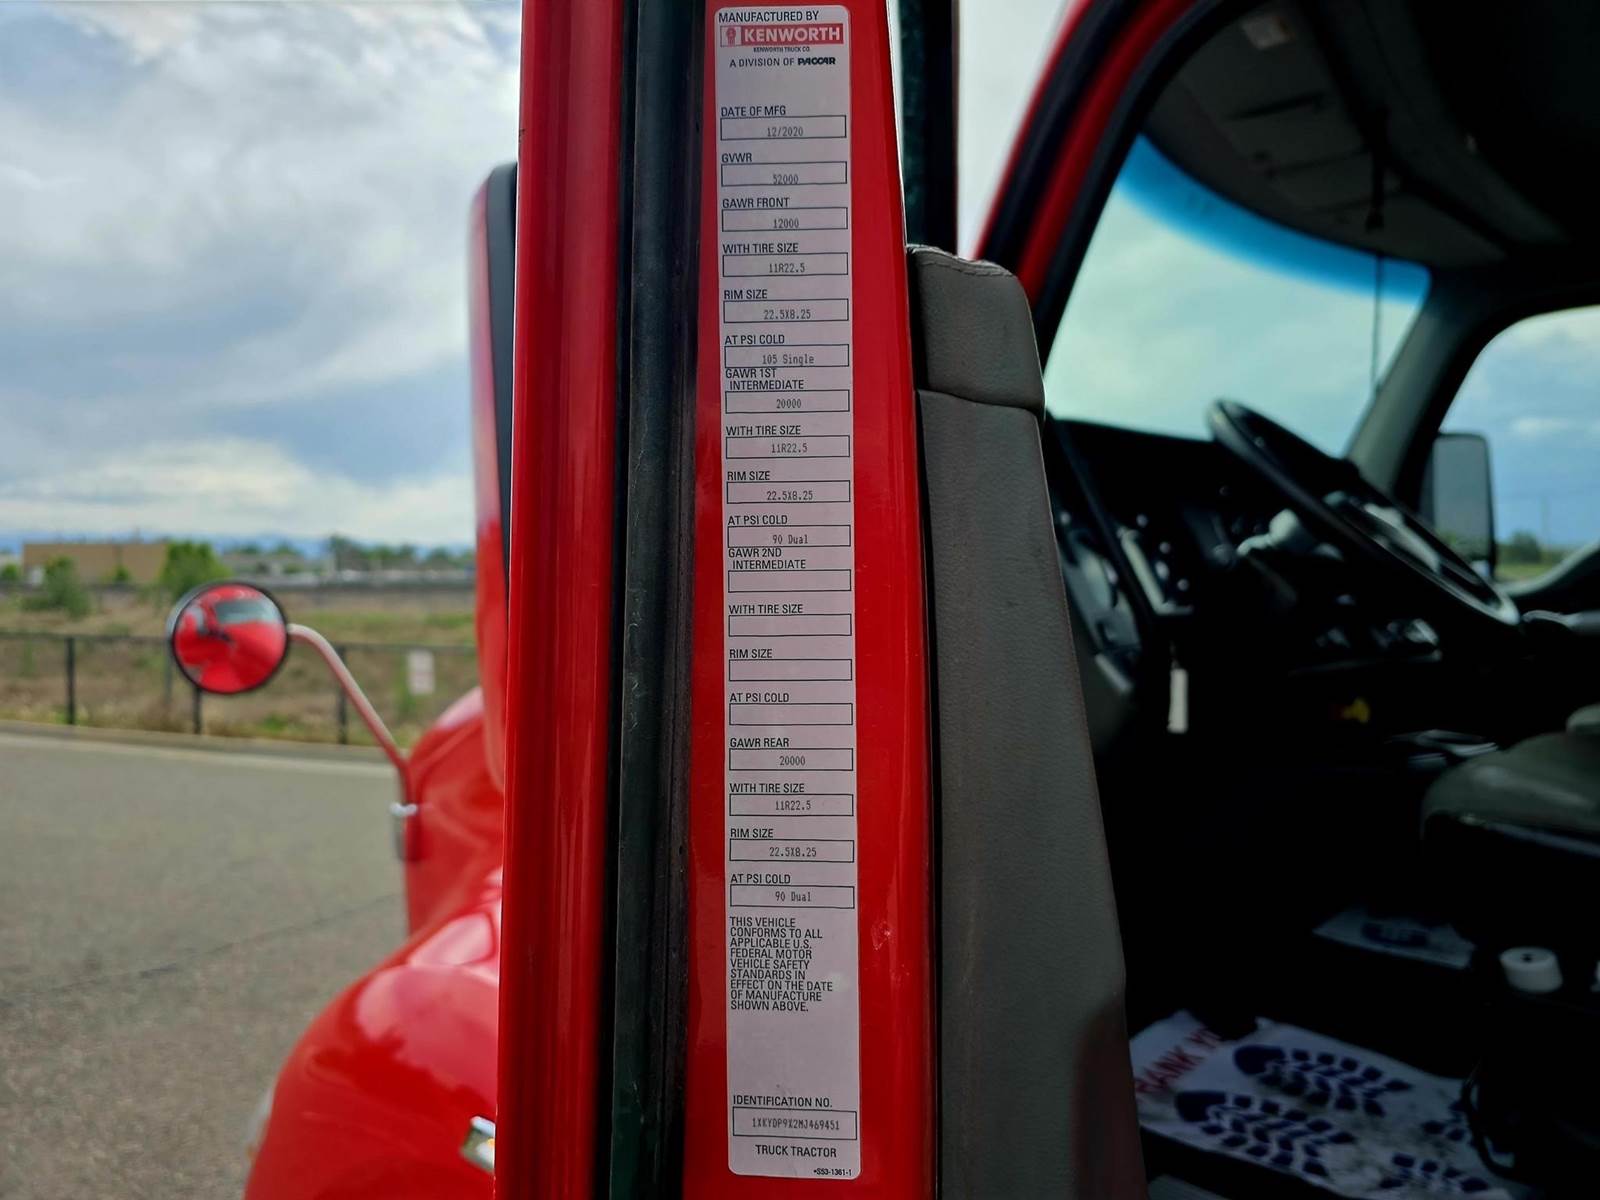 MANUFACTURED BY
KENWORTH
KENWORTH TRUCK CO.
A DIVISION OF PACCAR
DATE OF MFG
12/2020
GVWR
52000
GAWR FRONT
12000
WITH TIRE SIZE
11R22.5
RIM SIZE
22.5X8.25
AT PSI COLD
105 Single
GAWR 1ST
INTERMEDIATE
20000
WITH TIRE SIZE
11R22.5
RIM SIZE
22.5X8.25
AT PSI COLD
90 Dual
GAWR 2ND
INTERMEDIATE
WITH TIRE SIZE
RIM SIZE
AT PSI COLD
GAWR REAR
20000
WITH TIRE SIZE
11R22.5
RIM SIZE
22.5X8.25
AT PSI COLD
90 Dual
THIS VEHICLE
CONFORMS TO ALL
APPLICABLE U.S.
FEDERAL MOTOR
VEHICLE SAFETY
STANDARDS IN
EFFECT ON THE DATE
OF MANUFACTURE
SHOWN ABOVE.
IDENTIFICATION NO.
1XKYDP9X2MJ469451
TRUCK TRACTOR
*S53-1361-1